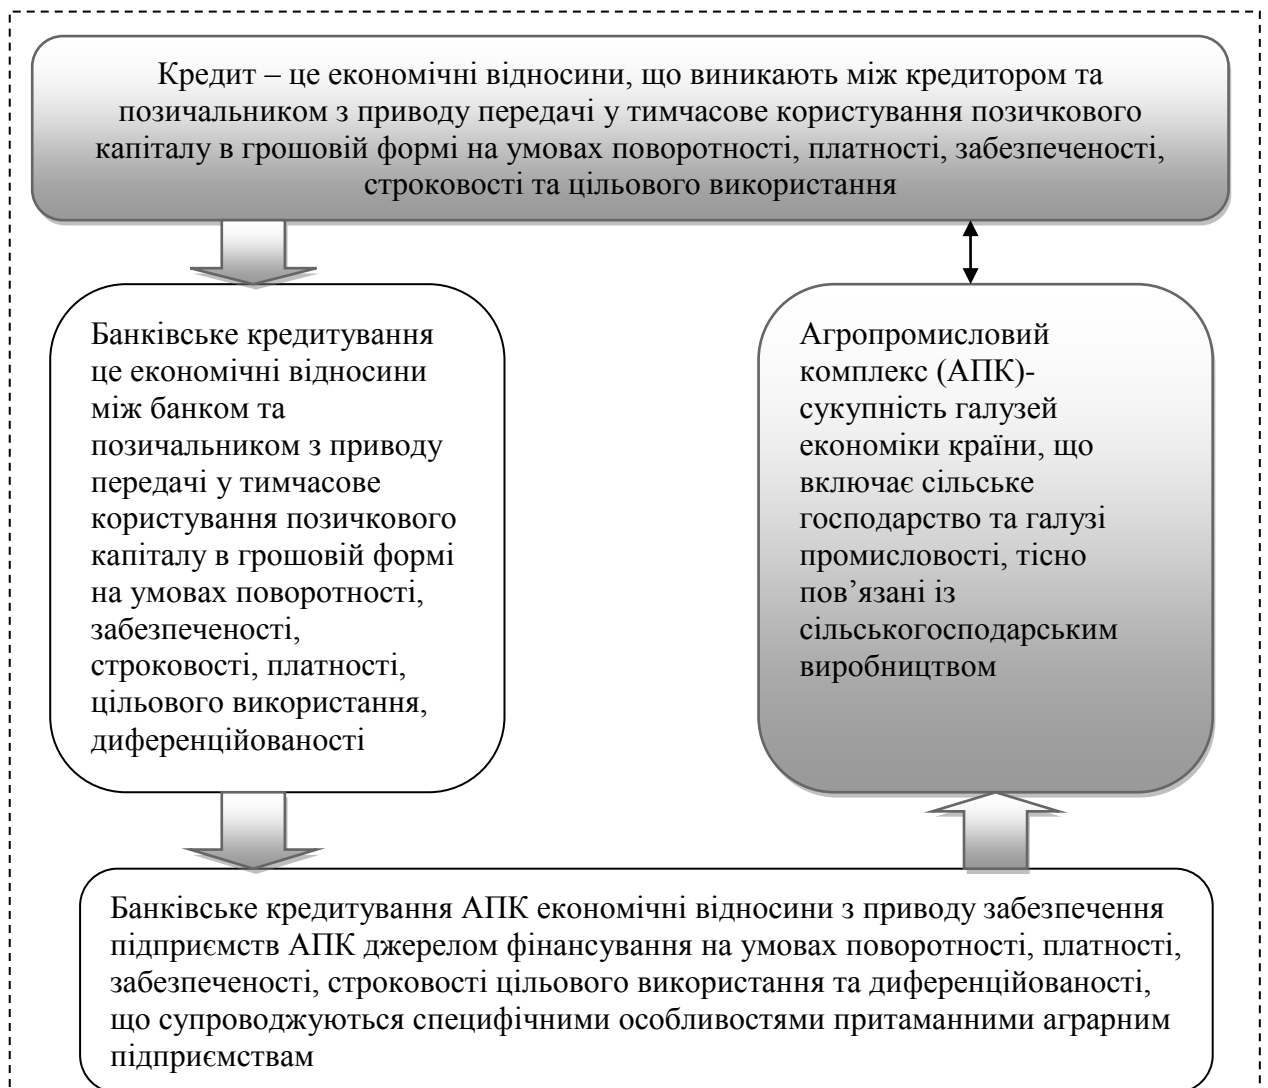 Кредит – це економічні відносини, що виникають між кредитором та
позичальником з приводу передачі у тимчасове користування позичкового
капіталу в грошовій формі на умовах поворотності, платності, забезпеченості,
строковості та цільового використання
Банківське кредитування
це економічні відносини
між банком та
позичальником з приводу
передачі у тимчасове
користування позичкового
капіталу в грошовій формі
на умовах поворотності,
забезпеченості,
строковості, платності,
цільового використання,
диференційованості
Агропромисловий
комплекс (АПК)-
сукупність галузей
економіки країни, що
включає сільське
господарство та галузі
промисловості, тісно
пов’язані із
сільськогосподарським
виробництвом
Банківське кредитування АПК економічні відносини з приводу забезпечення
підприємств АПК джерелом фінансування на умовах поворотності, платності,
забезпеченості, строковості цільового використання та диференційованості,
що супроводжуються специфічними особливостями притаманними аграрним
підприємствам